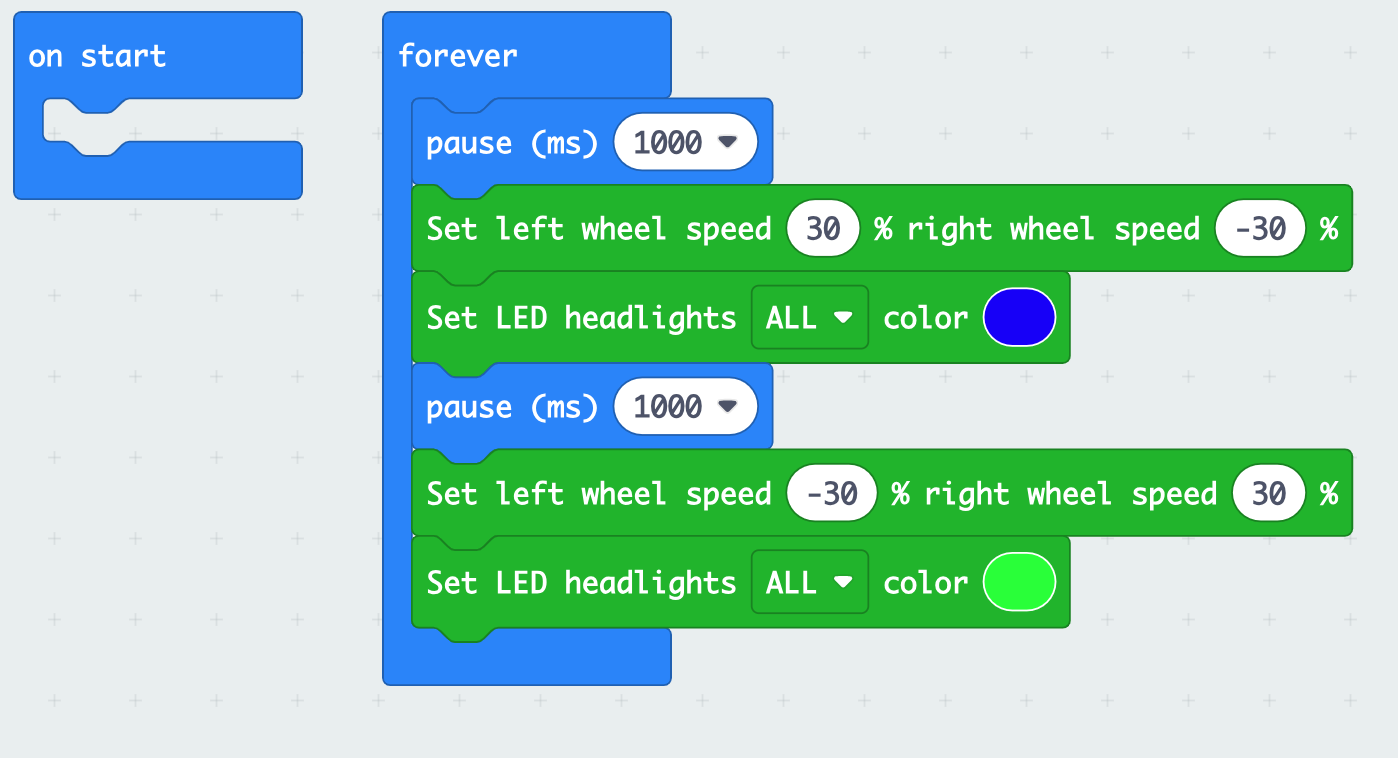 on start
forever
pause (ms) 1000
Set left wheel speed 30 % right wheel speed -30 %
Set LED headlights ALL color
pause (ms) 1000
Set left wheel speed -30 % right wheel speed 30 %
Set LED headlights ALL color